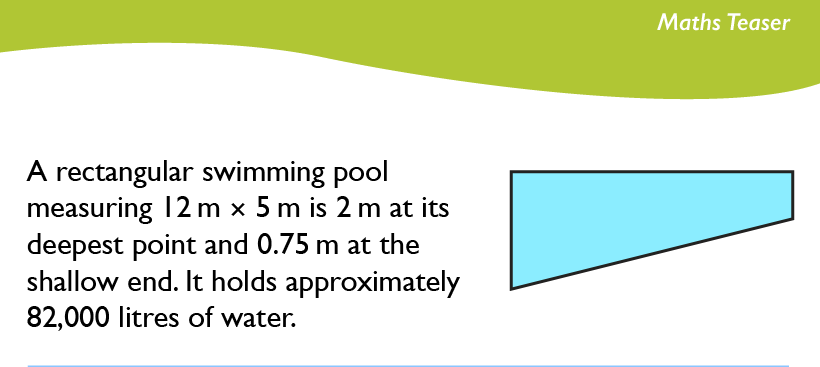 Maths Teaser
A rectangular swimming pool
measuring 12 m × 5 m is 2 m at its
deepest point and 0.75 m at the
shallow end. It holds approximately
82,000 litres of water.